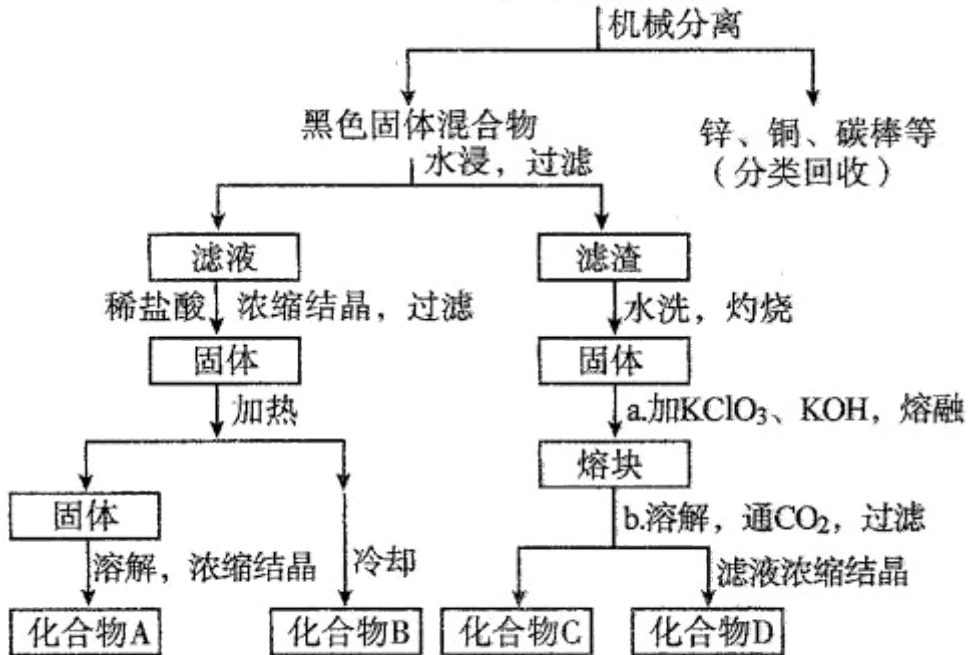 机械分离
黑色固体混合物
锌、铜、碳棒等
（分类回收）
水浸，过滤
滤液
滤渣
稀盐酸 浓缩结晶，过滤
水洗，灼烧
固体
固体
加热
a.加KClO₃、KOH，熔融
熔块
固体
b.溶解，通CO₂，过滤
溶解，浓缩结晶
冷却
滤液浓缩结晶
化合物A
化合物B
化合物C
化合物D